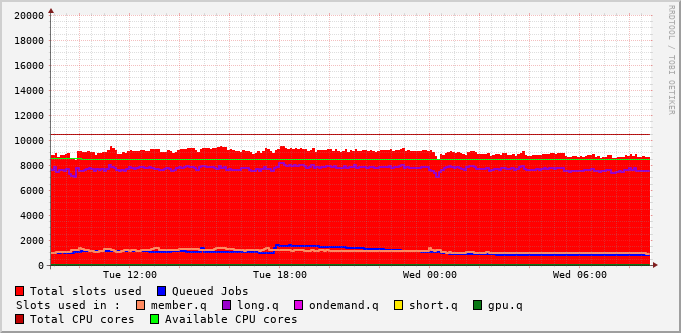 20000
18000
16000
14000
12000
10000
8000
6000
4000
2000
0
Tue 12:00 Tue 18:00 Wed 00:00 Wed 06:00
Total slots used Queued Jobs
Slots used in : member.q long.q ondemand.q short.q gpu.q
Total CPU cores Available CPU cores
RRDTOOL / TOBI OETIKER